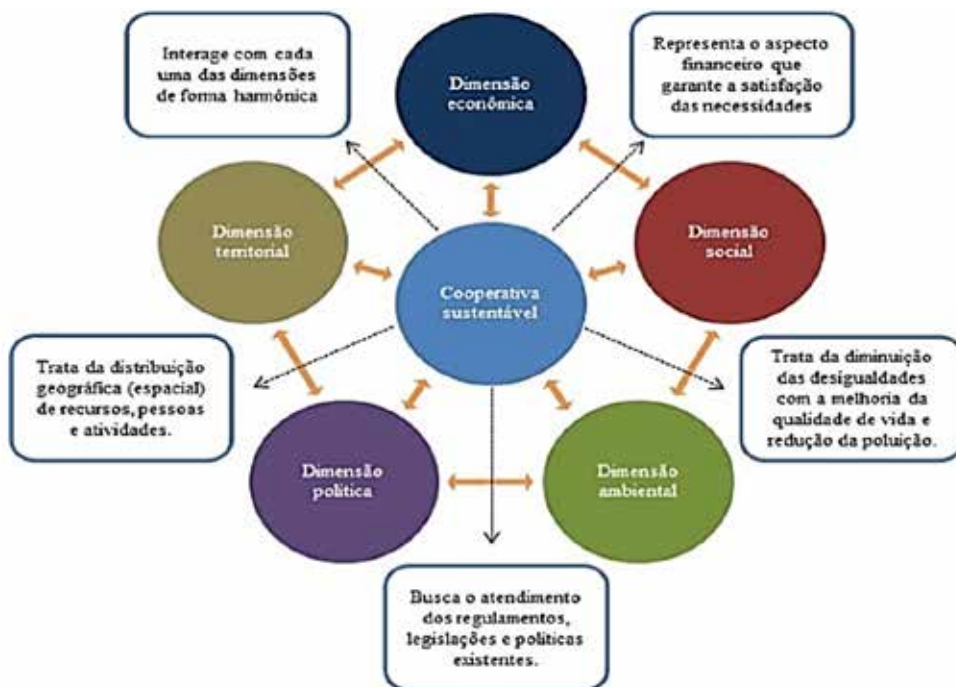 Interage com cada
uma das dimensões
de forma harmônica
Dimensão
econômica
Representa o aspecto
financeiro que
garante a satisfação
das necessidades
Dimensão
territorial
Dimensão
social
Cooperativa
sustentável
Trata da distribuição
geográfica (espacial)
de recursos, pessoas
e atividades.
Trata da diminuição
das desigualdades
com a melhoria da
qualidade de vida e
redução da poluição.
Dimensão
política
Dimensão
ambiental
Busca o atendimento
dos regulamentos,
legislações e políticas
existentes.